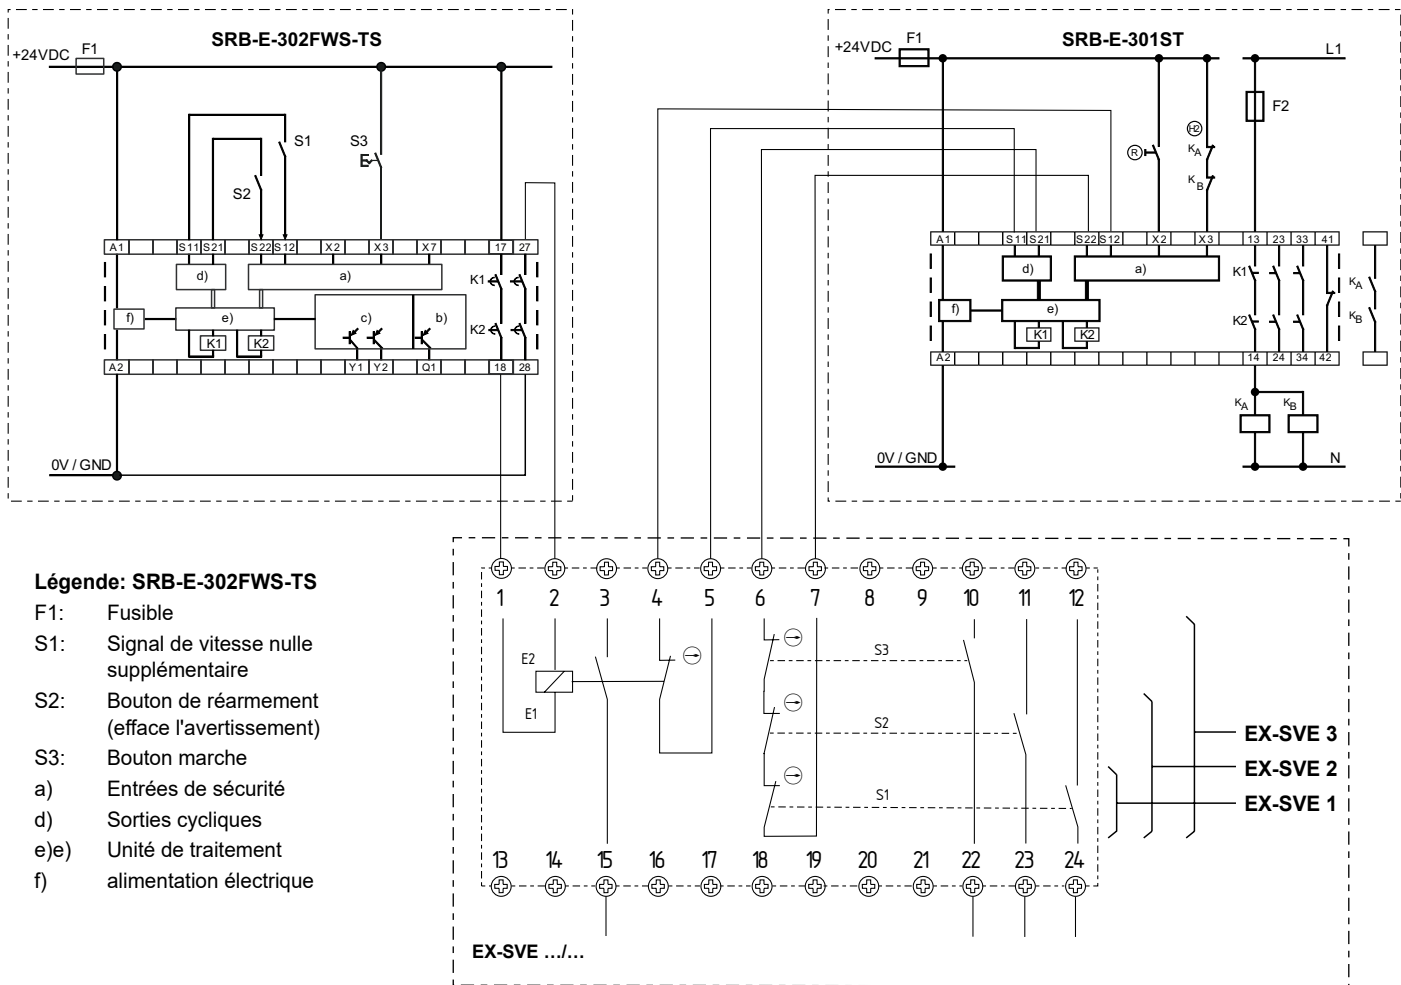 SRB-E-302FWS-TS
+24VDC F1
S1
S3
S2
A1 S11 S21 S22 S12 X2 X3 X7 17 27
d) a)
K1
f) e) c) b)
K2
K1 K2
A2 Y1 Y2 Q1 18 28
0V / GND
SRB-E-301ST
+24VDC F1 L1
F2
H2
R KA
KB
A1 S11 S21 S22 S12 X2 X3 13 23 33 41
d) a) K1
KA
f) e)
KB
K1 K2 K2
A2 14 24 34 42
KA KB
0V / GND N
Légende: SRB-E-302FWS-TS
F1: Fusible
S1: Signal de vitesse nulle
supplémentaire
S2: Bouton de réarmement
(efface l'avertissement)
S3: Bouton marche
a) Entrées de sécurité
d) Sorties cycliques
e)e) Unité de traitement
f) alimentation électrique
1 2 3 4 5 6 7 8 9 10 11 12
E2
E1
S3
S2
S1
EX-SVE 3
EX-SVE 2
EX-SVE 1
13 14 15 16 17 18 19 20 21 22 23 24
EX-SVE .../...